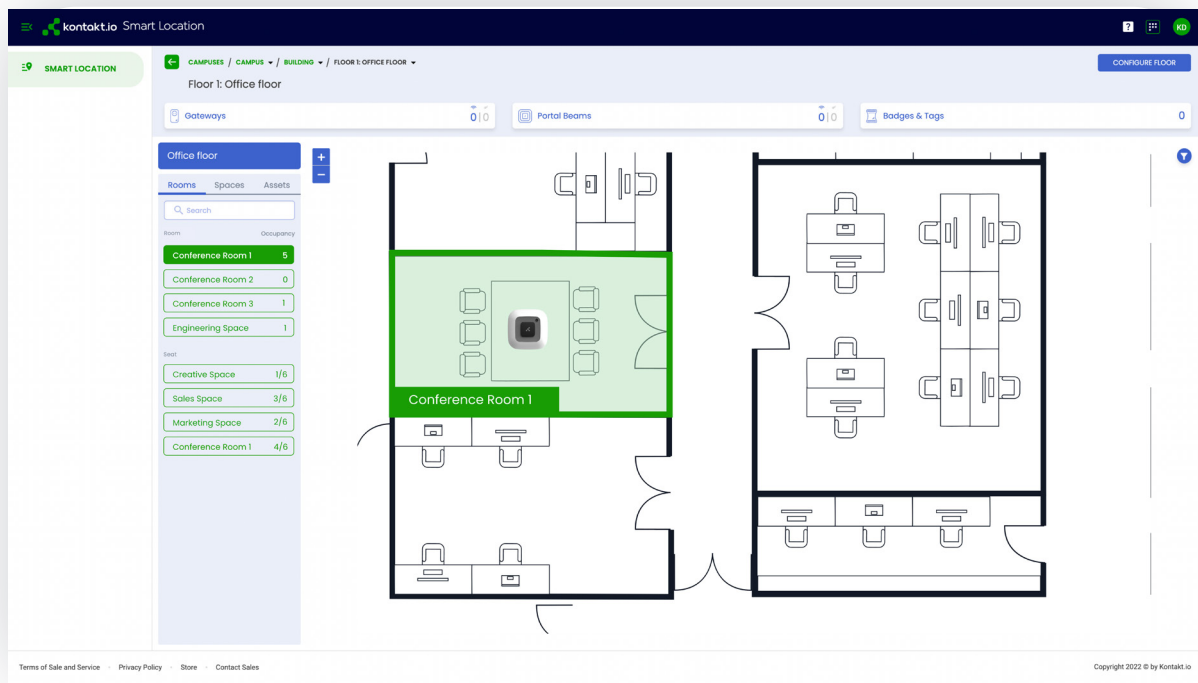 kontakt.io Smart Location
?
KD
SMART LOCATION
CAMPUSES / CAMPUS / BUILDING / FLOOR 1: OFFICE FLOOR
CONFIGURE FLOOR
Floor 1: Office floor
Gateways 0 | 0
Portal Beams 0 | 0
Badges & Tags 0
Office floor
+
−
Rooms Spaces Assets
Search
Room Occupancy
Conference Room 1 5
Conference Room 2 0
Conference Room 3 1
Engineering Space 1
Seat
Creative Space 1/6
Sales Space 3/6
Marketing Space 2/6
Conference Room 1 4/6
Conference Room 1
Terms of Sale and Service · Privacy Policy · Store · Contact Sales
Copyright 2022 © by Kontakt.io